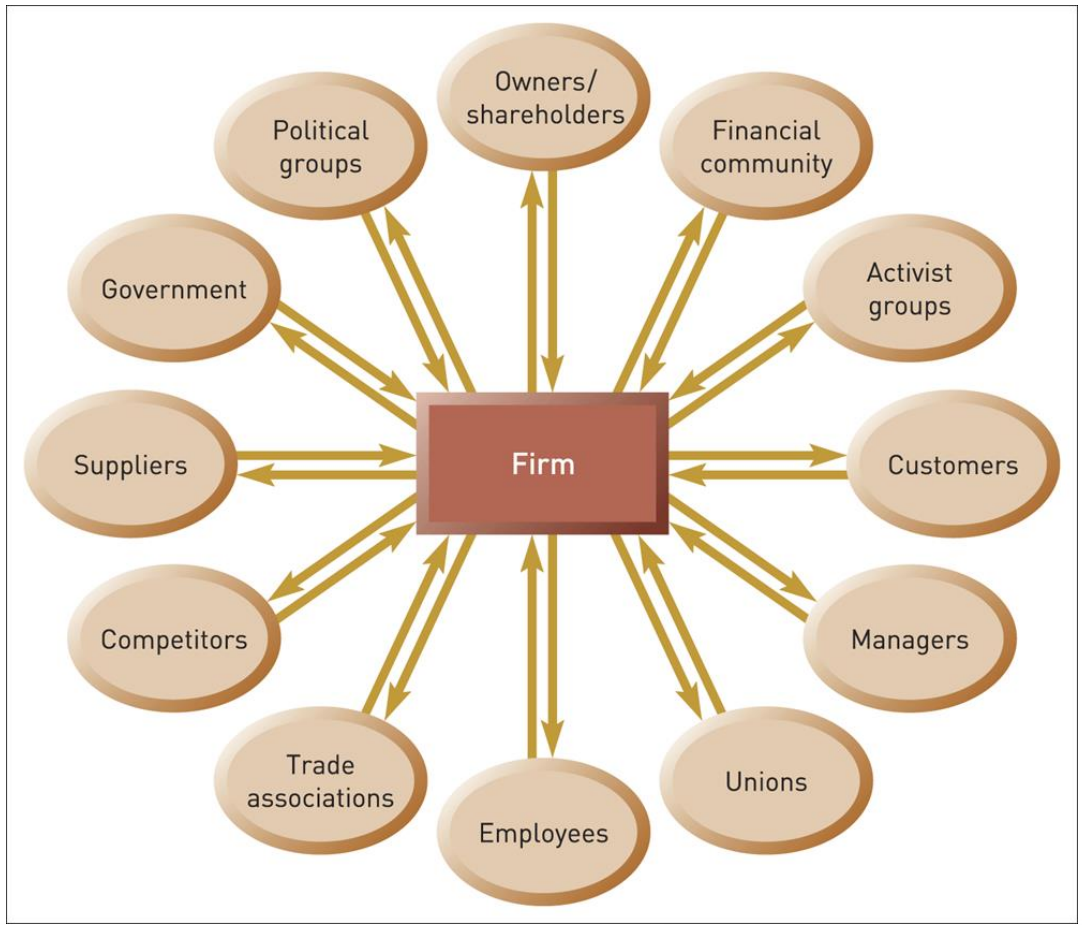 Owners/
shareholders
Political
groups
Financial
community
Government
Activist
groups
Suppliers
Firm
Customers
Competitors
Managers
Trade
associations
Unions
Employees